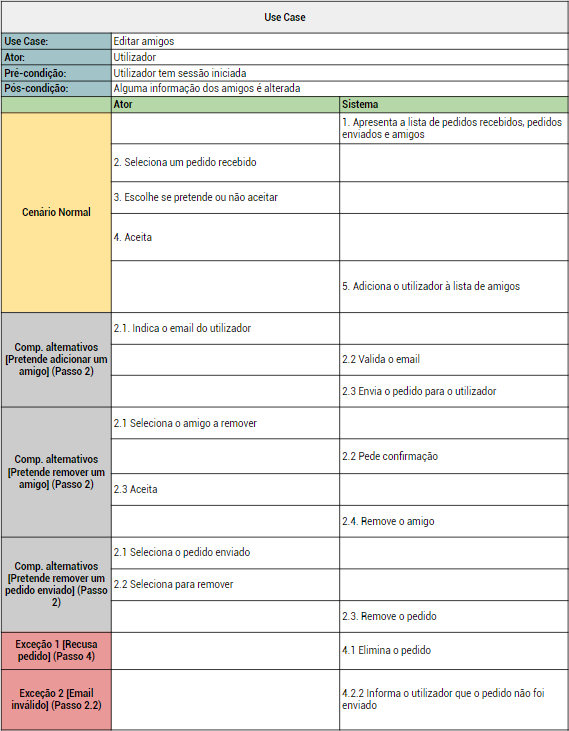 Use Case
Use Case: Editar amigos
Ator: Utilizador
Pré-condição: Utilizador tem sessão iniciada
Pós-condição: Alguma informação dos amigos é alterada
Ator Sistema
Cenário Normal
1. Apresenta a lista de pedidos recebidos, pedidos
enviados e amigos
2. Seleciona um pedido recebido
3. Escolhe se pretende ou não aceitar
4. Aceita
5. Adiciona o utilizador à lista de amigos
Comp. alternativos
[Pretende adicionar um
amigo] (Passo 2)
2.1. Indica o email do utilizador
2.2 Valida o email
2.3 Envia o pedido para o utilizador
Comp. alternativos
[Pretende remover um
amigo] (Passo 2)
2.1 Seleciona o amigo a remover
2.2 Pede confirmação
2.3 Aceita
2.4. Remove o amigo
Comp. alternativos
[Pretende remover um
pedido enviado] (Passo
2)
2.1 Seleciona o pedido enviado
2.2 Seleciona para remover
2.3. Remove o pedido
Exceção 1 [Recusa
pedido] (Passo 4)
4.1 Elimina o pedido
Exceção 2 [Email
inválido] (Passo 2.2)
4.2.2 Informa o utilizador que o pedido não foi
enviado